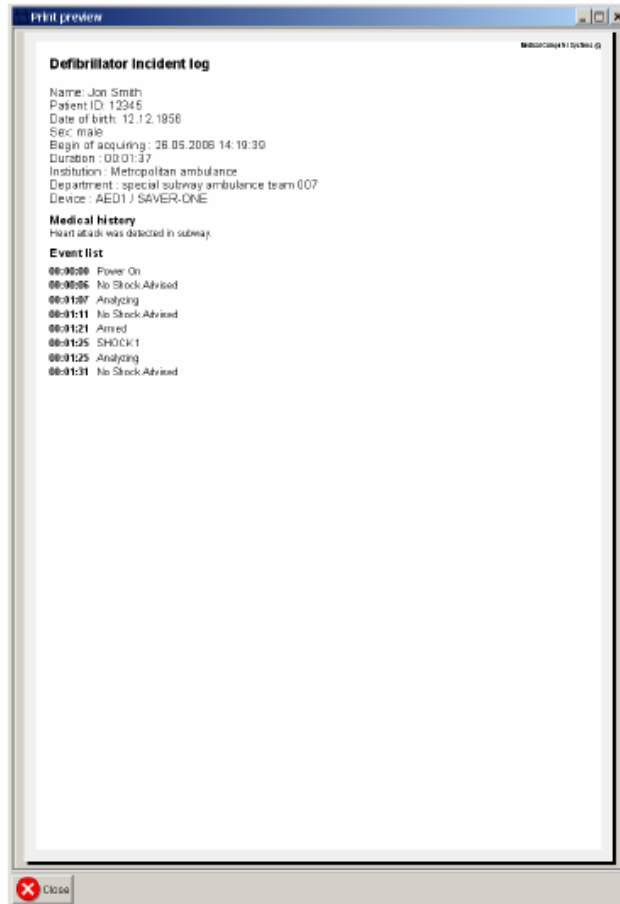 Print preview
Medical Computer Systems (c)
Defibrillator Incident log
Name: Jon Smith
Patient ID: 12345
Date of birth: 12.12.1956
Sex: male
Begin of acquiring : 26.05.2006 14:19:39
Duration : 00:01:37
Institution : Metropolitan ambulance
Department : special subway ambulance team 007
Device : AED1 / SAVER-ONE
Medical history
Heart attack was detected in subway.
Event list
00:00:00 Power On
00:00:06 No Shock Advised
00:01:07 Analyzing
00:01:11 No Shock Advised
00:01:21 Armed
00:01:25 SHOCK1
00:01:25 Analyzing
00:01:31 No Shock Advised
Close